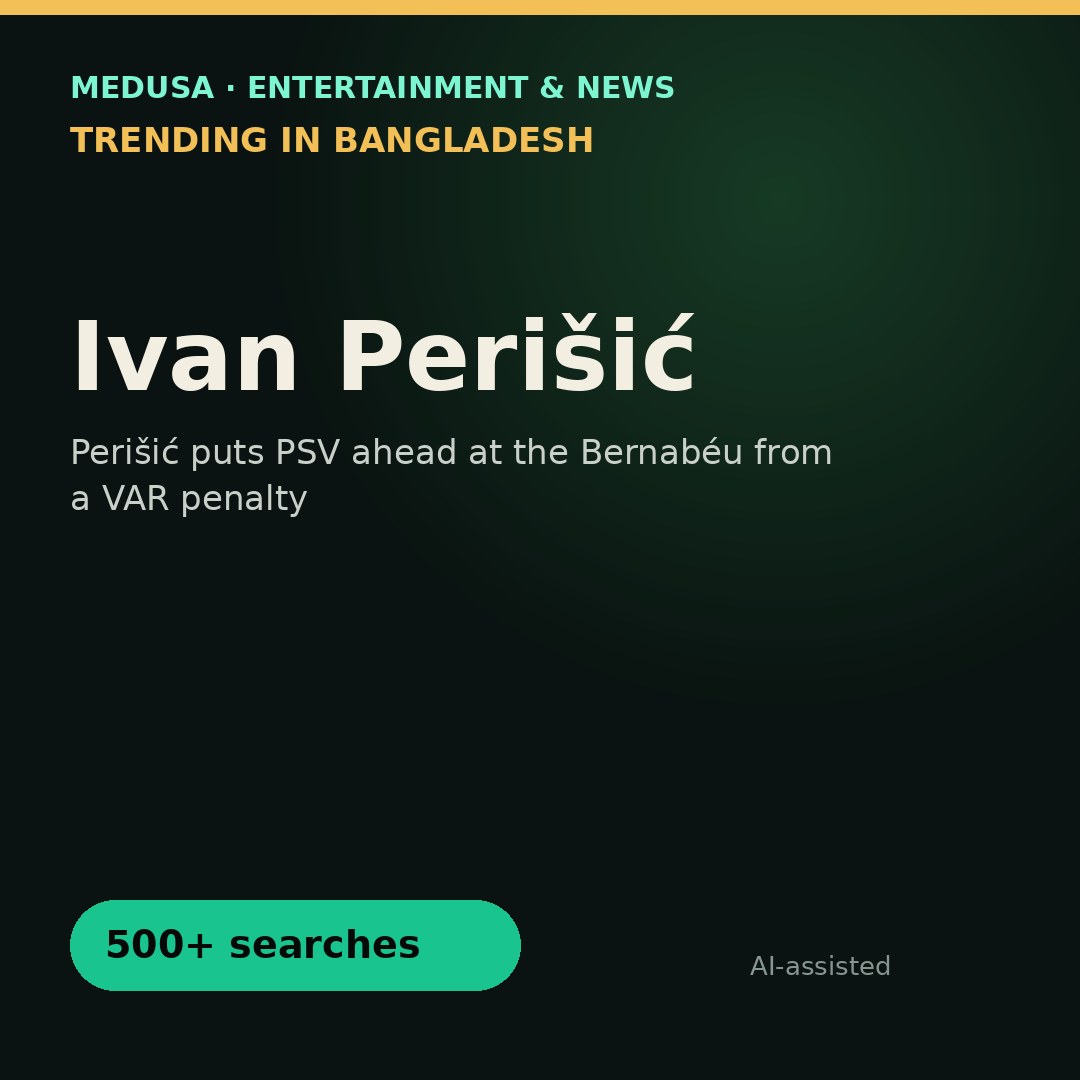 MEDUSA · ENTERTAINMENT & NEWS
TRENDING IN BANGLADESH
Ivan Perišić
Perišić puts PSV ahead at the Bernabéu from
a VAR penalty
500+ searches
AI-assisted